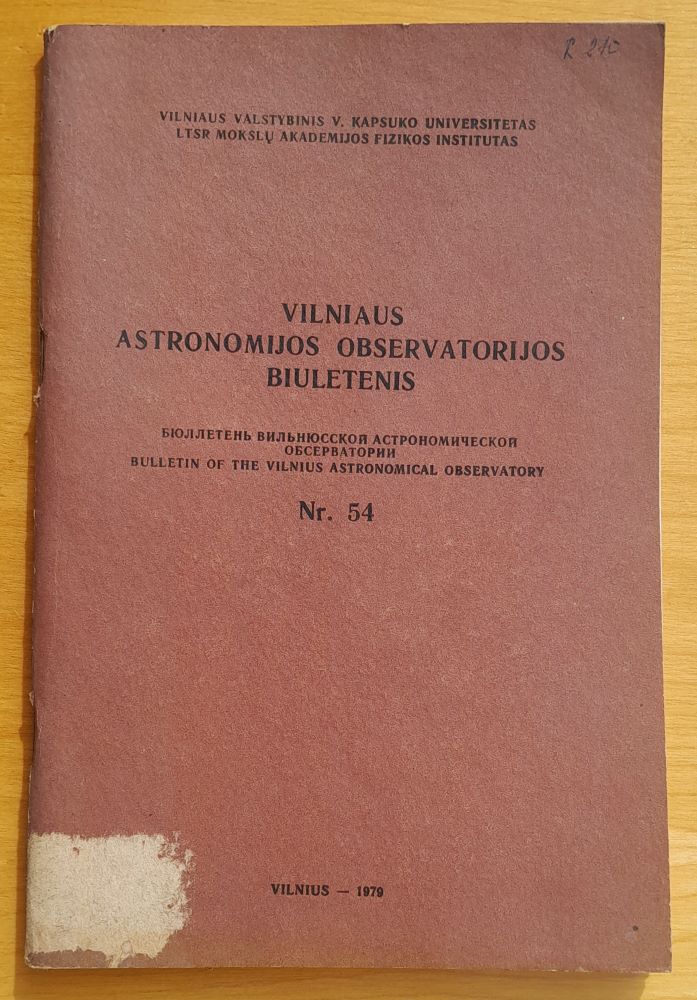 R 210
VILNIAUS VALSTYBINIS V. KAPSUKO UNIVERSITETAS
LTSR MOKSLŲ AKADEMIJOS FIZIKOS INSTITUTAS
VILNIAUS
ASTRONOMIJOS OBSERVATORIJOS
BIULETENIS
БЮЛЛЕТЕНЬ ВИЛЬНЮССКОЙ АСТРОНОМИЧЕСКОЙ
ОБСЕРВАТОРИИ
BULLETIN OF THE VILNIUS ASTRONOMICAL OBSERVATORY
Nr. 54
VILNIUS — 1979